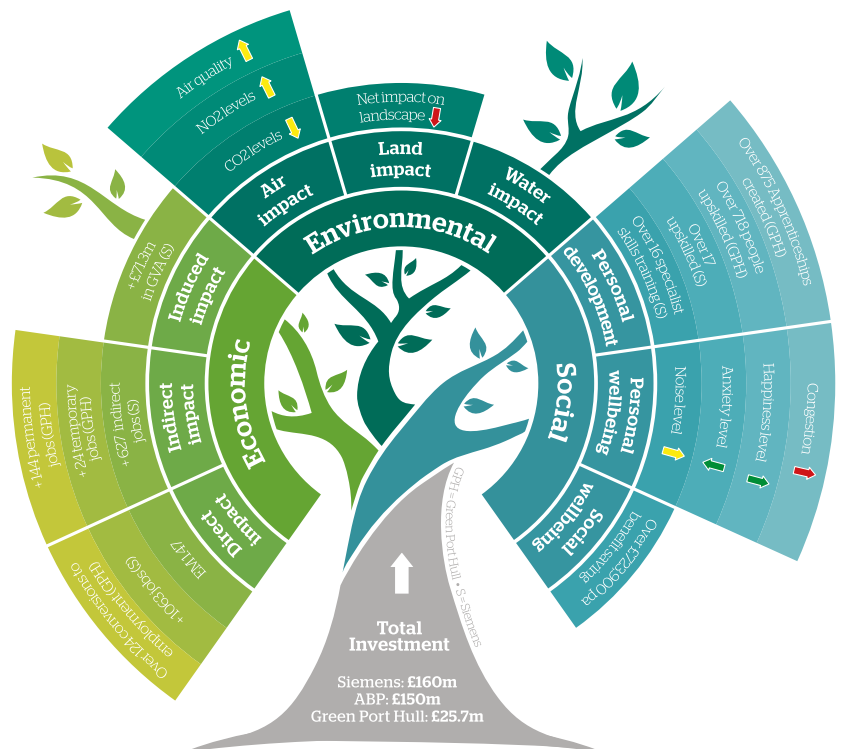 Environmental
Air
impact
Land
impact
Water
impact
Air quality
NO2 levels
CO2 levels
Net impact on
landscape
Economic
Induced
impact
+£71.3m
in GVA (S)
Indirect
impact
+627 indirect
jobs (S)
+24 temporary
jobs (GPH)
+144 permanent
jobs (GPH)
Direct
impact
EMI 1.47
+1063 jobs (S)
Over 124 conversions to
employment (GPH)
Social
Personal
development
Over 16 specialist
skills training (S)
Over 17
upskilled (S)
Over 718 people
upskilled (GPH)
Over 875 Apprenticeships
created (GPH)
Personal
wellbeing
Noise level
Anxiety level
Happiness level
Congestion
Social
wellbeing
Over £723,900 pa
benefit saving
GPH = Green Port Hull • S = Siemens
Total
Investment
Siemens: £160m
ABP: £150m
Green Port Hull: £25.7m